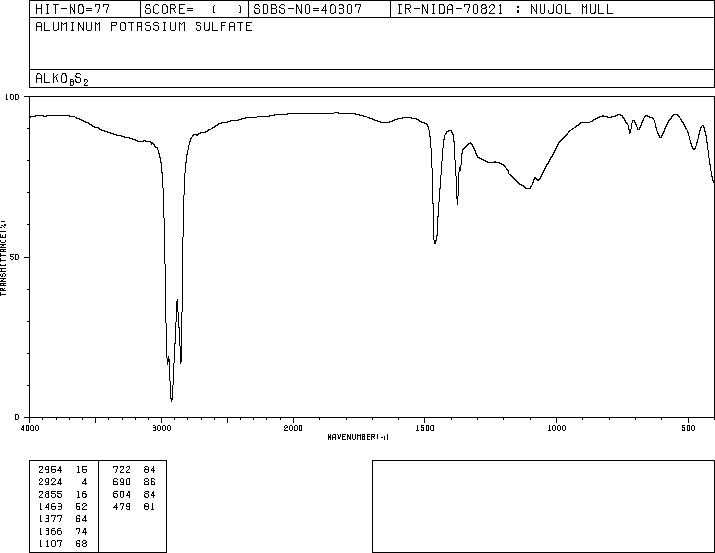 HIT-NO=77 SCORE= ( ) SDBS-NO=40307 IR-NIDA-70821 : NUJOL MULL
ALUMINUM POTASSIUM SULFATE
ALKO8S2
100
50
0
TRANSMITTANCE(%)
4000 3000 2000 1500 1000 500
WAVENUMBER(-1)
2964 16 722 84
2924 4 690 86
2855 16 604 84
1463 52 479 81
1377 64
1366 74
1107 68